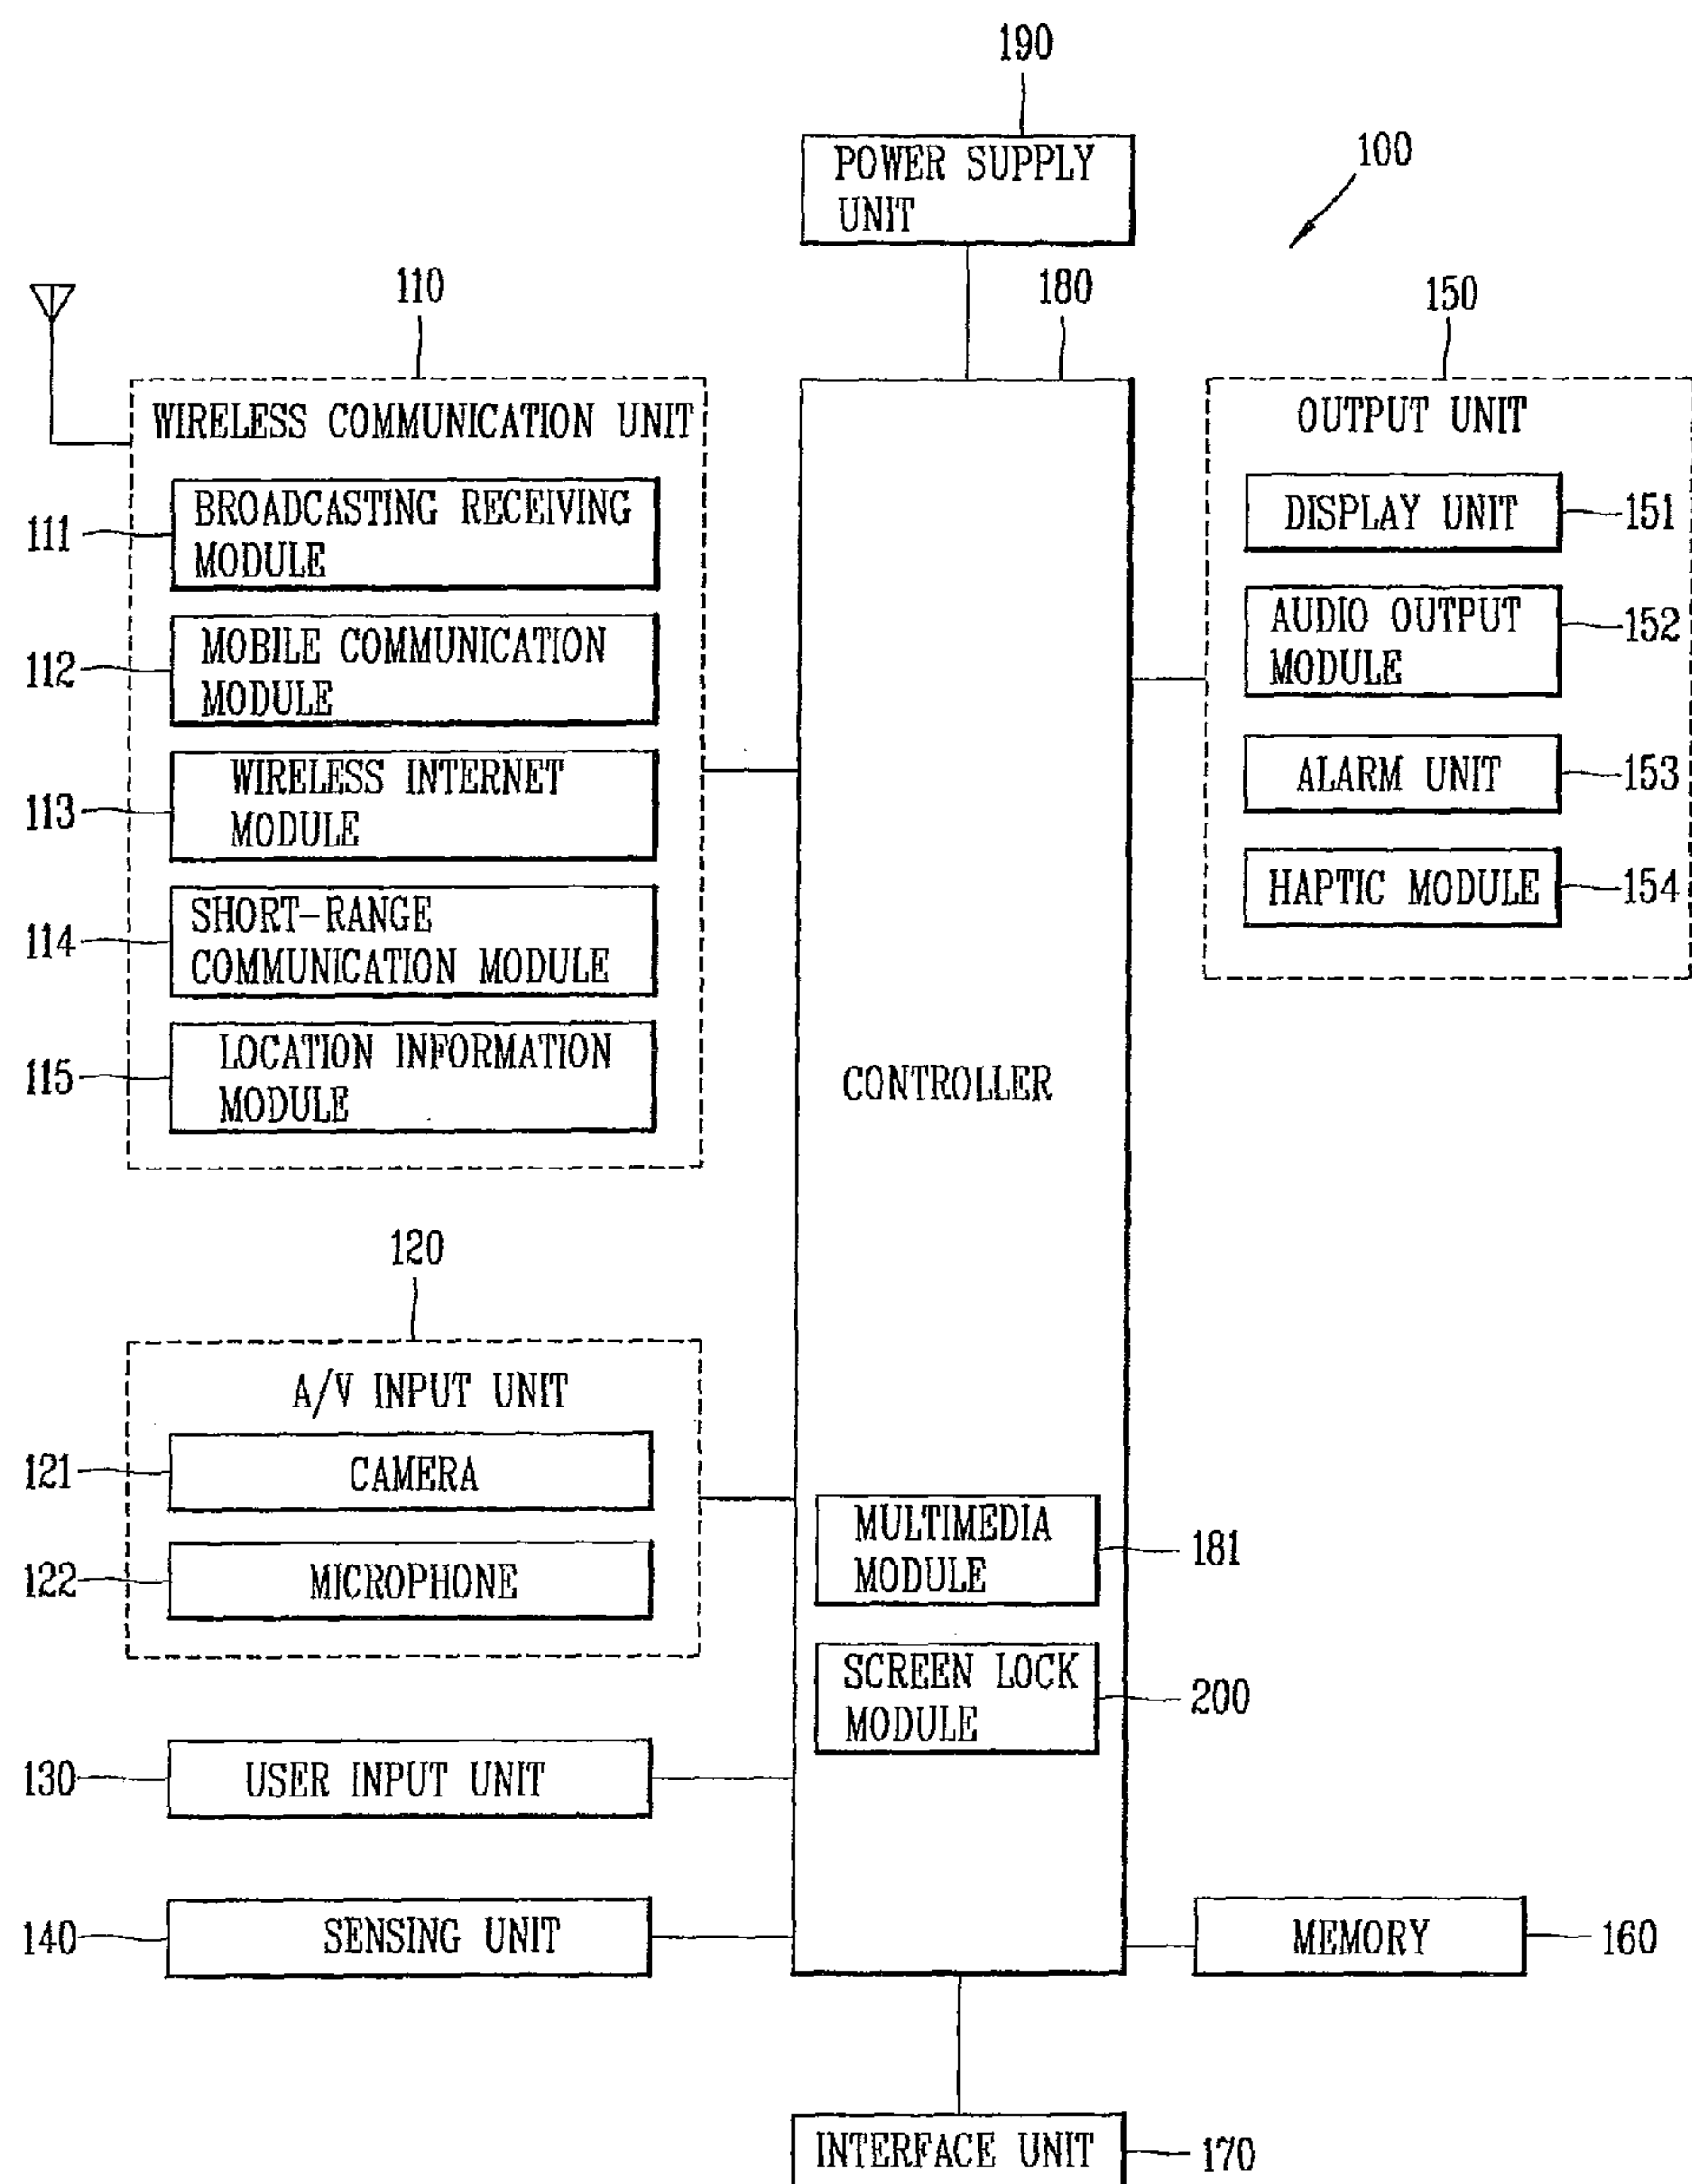 190
POWER SUPPLY
UNIT
100
110
180
150
WIRELESS COMMUNICATION UNIT
111
BROADCASTING RECEIVING
MODULE
112
MOBILE COMMUNICATION
MODULE
113
WIRELESS INTERNET
MODULE
114
SHORT-RANGE
COMMUNICATION MODULE
115
LOCATION INFORMATION
MODULE
OUTPUT UNIT
DISPLAY UNIT
151
AUDIO OUTPUT
MODULE
152
ALARM UNIT
153
HAPTIC MODULE
154
CONTROLLER
120
A/V INPUT UNIT
121
CAMERA
122
MICROPHONE
MULTIMEDIA
MODULE
181
SCREEN LOCK
MODULE
200
130
USER INPUT UNIT
140
SENSING UNIT
MEMORY
160
INTERFACE UNIT
170